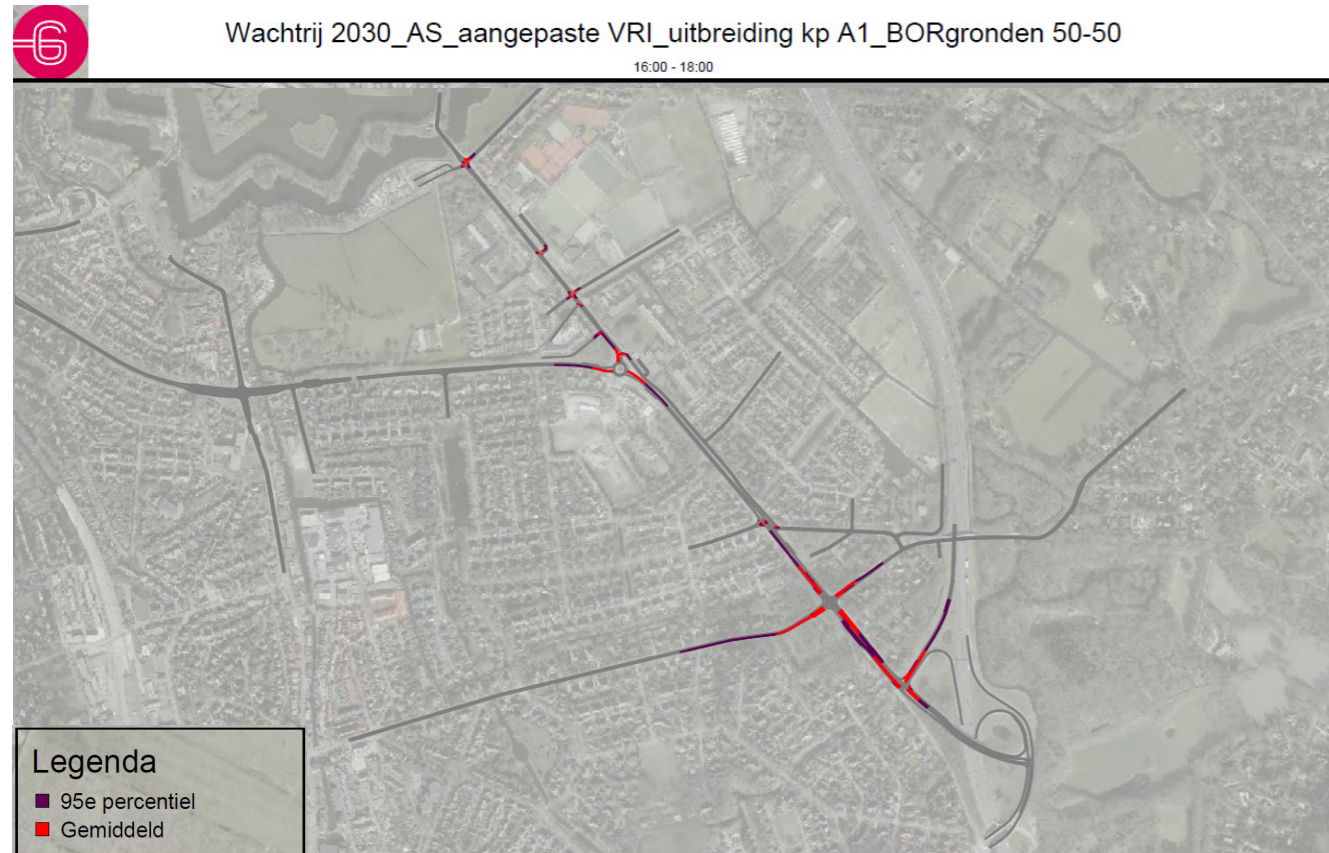 Wachtrij 2030_AS_aangepaste VRI_uitbreiding kp A1_BORgronden 50-50
16:00 - 18:00
Legenda
95e percentiel
Gemiddeld